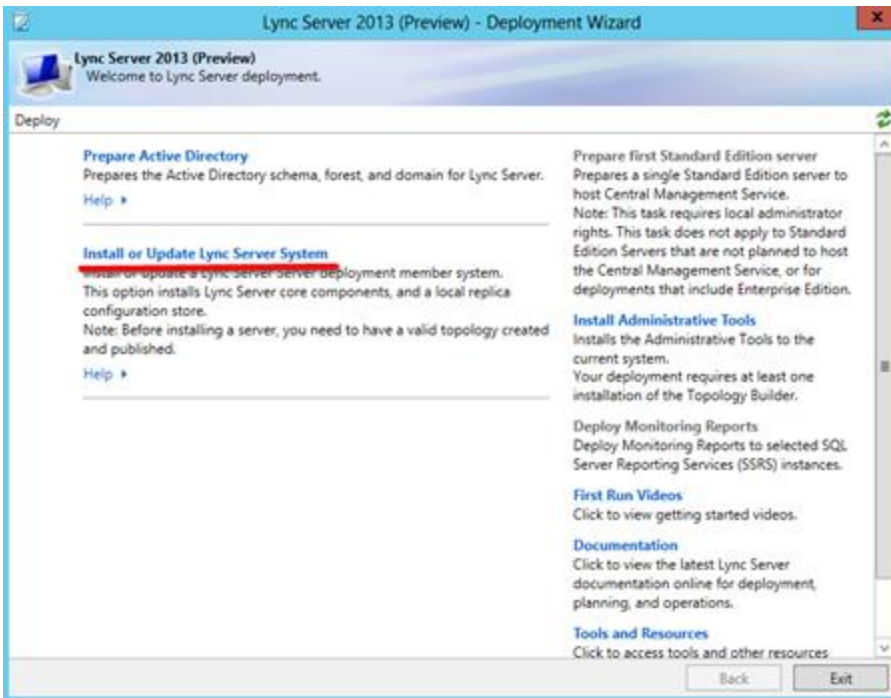 Lync Server 2013 (Preview) - Deployment Wizard
Lync Server 2013 (Preview)
Welcome to Lync Server deployment.
Deploy
Prepare Active Directory
Prepares the Active Directory schema, forest, and domain for Lync Server.
Help
Install or Update Lync Server System
Install or update a Lync Server Server deployment member system.
This option installs Lync Server core components, and a local replica
configuration store.
Note: Before installing a server, you need to have a valid topology created
and published.
Help
Prepare first Standard Edition server
Prepares a single Standard Edition server to
host Central Management Service.
Note: This task requires local administrator
rights. This task does not apply to Standard
Edition Servers that are not planned to host
the Central Management Service, or for
deployments that include Enterprise Edition.
Install Administrative Tools
Installs the Administrative Tools to the
current system.
Your deployment requires at least one
installation of the Topology Builder.
Deploy Monitoring Reports
Deploy Monitoring Reports to selected SQL
Server Reporting Services (SSRS) instances.
First Run Videos
Click to view getting started videos.
Documentation
Click to view the latest Lync Server
documentation online for deployment,
planning, and operations.
Tools and Resources
Click to access tools and other resources
Back
Exit